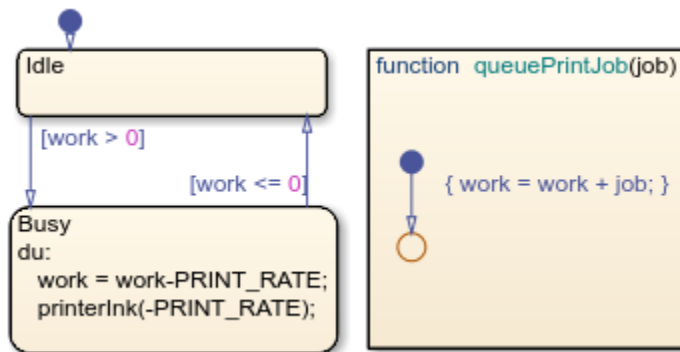 Idle
[work > 0]
[work <= 0]
Busy
du:
work = work-PRINT_RATE;
printerInk(-PRINT_RATE);
function queuePrintJob(job)
{ work = work + job; }